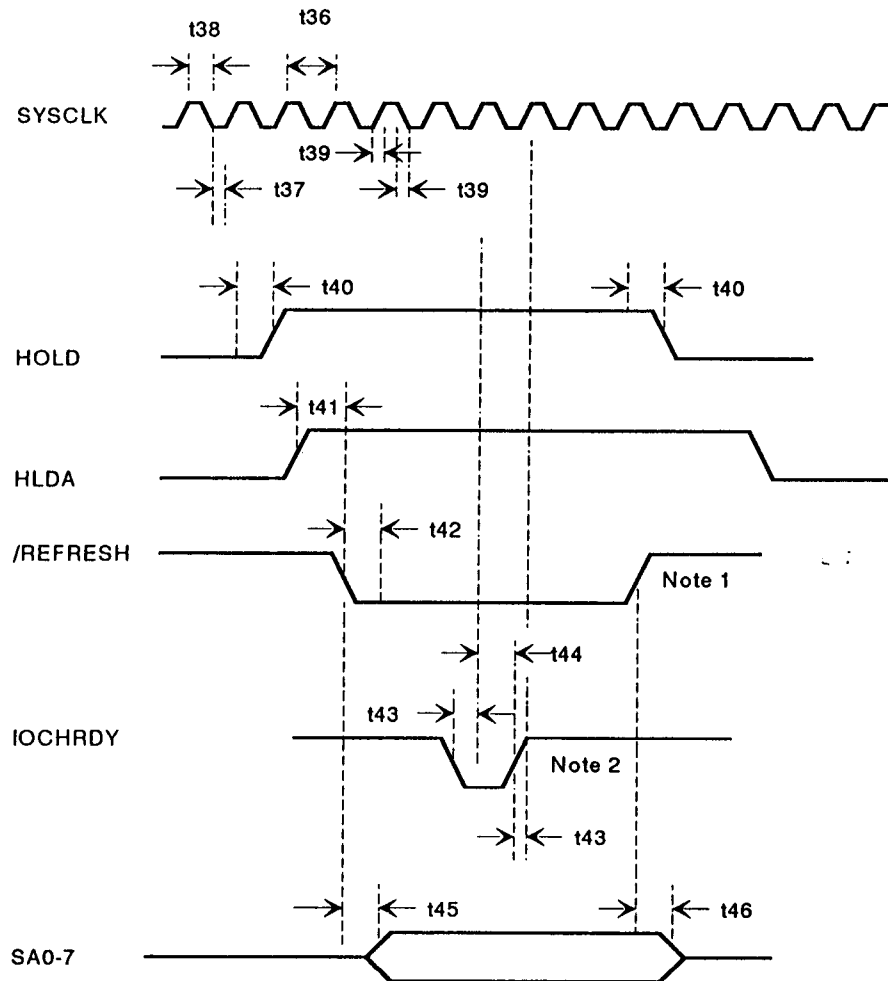 t36
t38
SYSCLK
t39
t37
t39
t40
t40
HOLD
t41
HLDA
t42
/REFRESH
Note 1
t44
t43
IOCHRDY
Note 2
t43
t45
t46
SA0-7